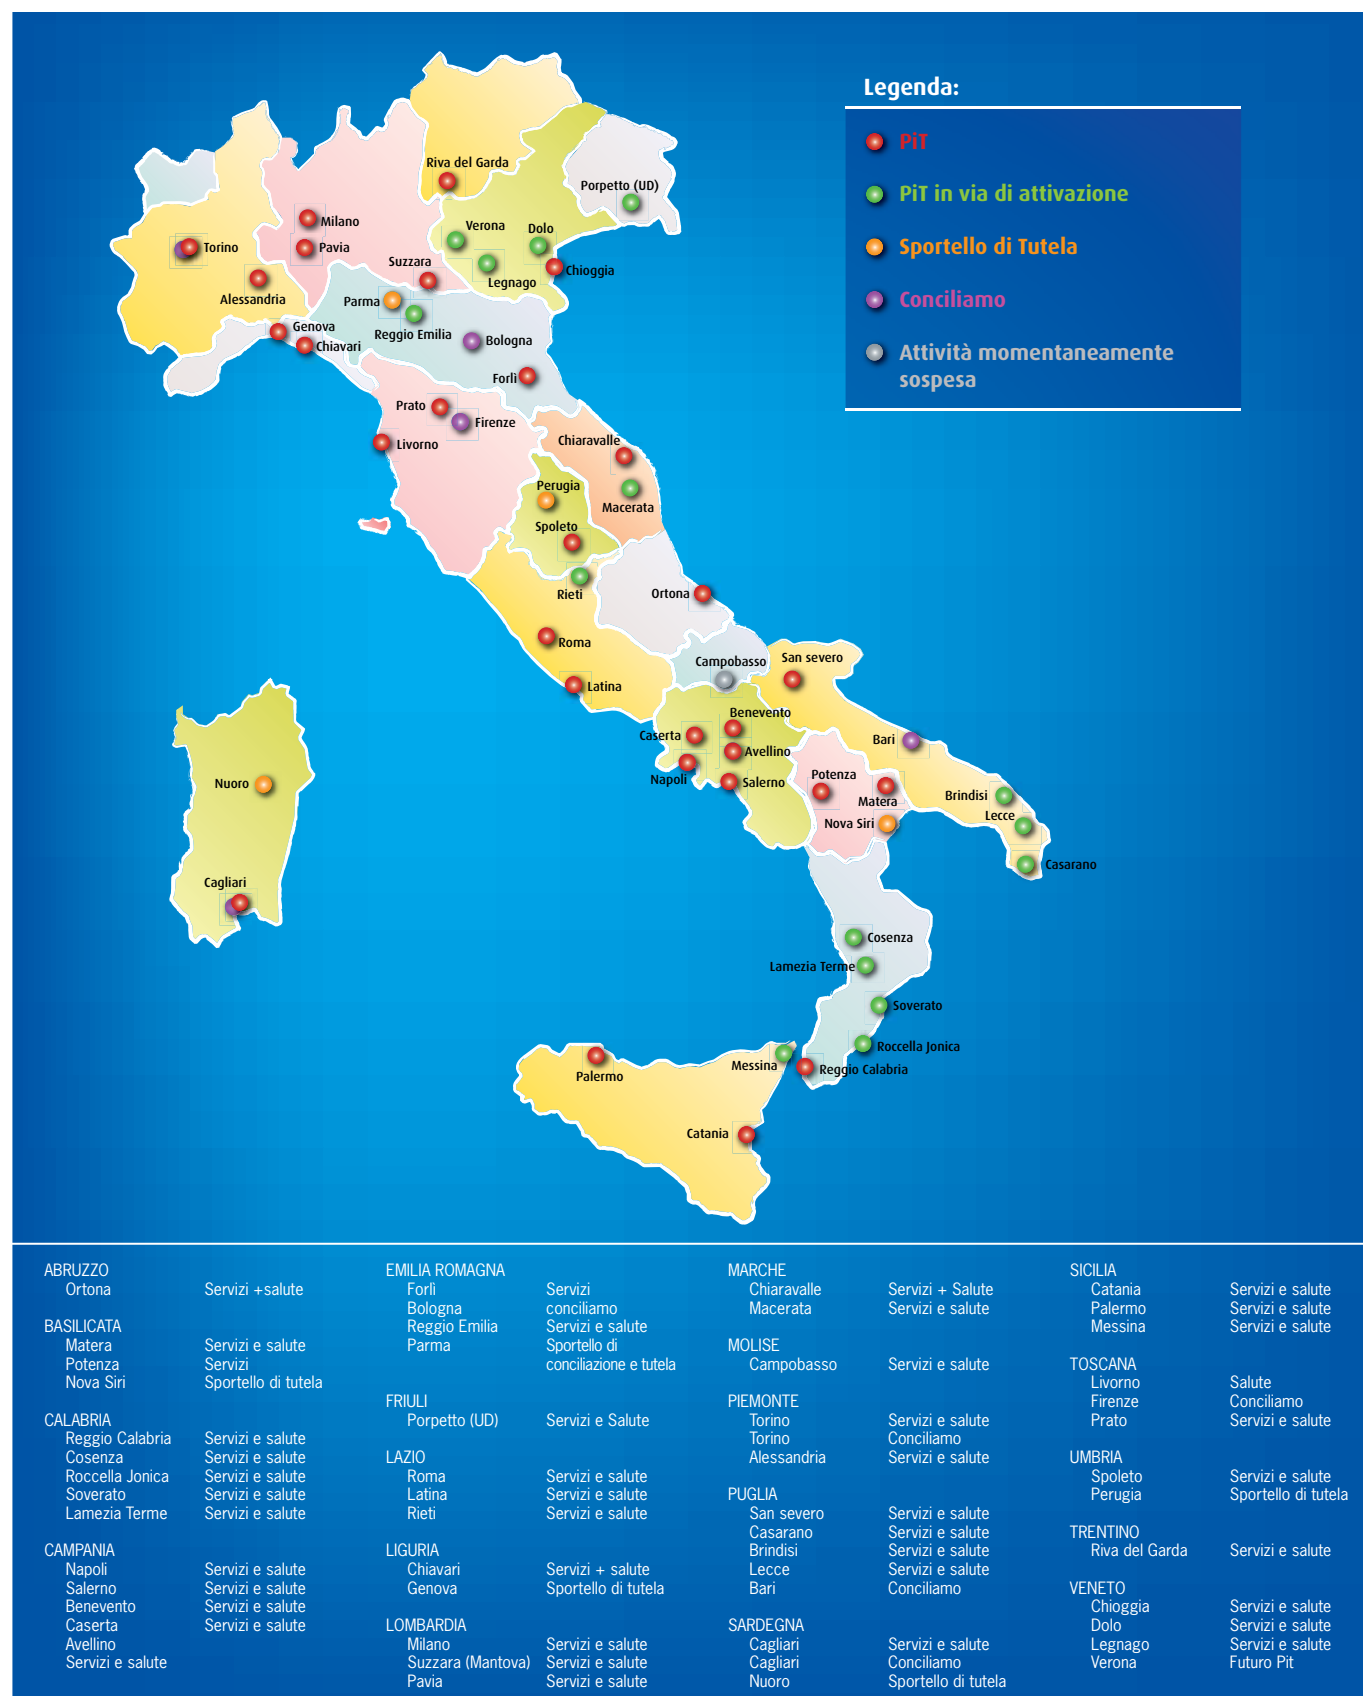 Legenda:
PiT
PiT in via di attivazione
Sportello di Tutela
Conciliamo
Attività momentaneamente
sospesa
Riva del Garda
Porpetto (UD)
Milano
Verona
Dolo
Torino
Pavia
Suzzara
Legnago
Chioggia
Alessandria
Parma
Genova
Reggio Emilia
Bologna
Chiavari
Forlì
Prato
Firenze
Livorno
Chiaravalle
Perugia
Macerata
Spoleto
Rieti
Ortona
Roma
Campobasso
San severo
Latina
Benevento
Caserta
Bari
Avellino
Napoli
Salerno
Potenza
Matera
Brindisi
Nova Siri
Lecce
Casarano
Nuoro
Cagliari
Cosenza
Lamezia Terme
Soverato
Roccella Jonica
Messina
Reggio Calabria
Palermo
Catania
ABRUZZO
Ortona Servizi +salute
BASILICATA
Matera Servizi e salute
Potenza Servizi
Nova Siri Sportello di tutela
CALABRIA
Reggio Calabria Servizi e salute
Cosenza Servizi e salute
Roccella Jonica Servizi e salute
Soverato Servizi e salute
Lamezia Terme Servizi e salute
CAMPANIA
Napoli Servizi e salute
Salerno Servizi e salute
Benevento Servizi e salute
Caserta Servizi e salute
Avellino
Servizi e salute
EMILIA ROMAGNA
Forlì Servizi
Bologna conciliamo
Reggio Emilia Servizi e salute
Parma Sportello di
conciliazione e tutela
FRIULI
Porpetto (UD) Servizi e Salute
LAZIO
Roma Servizi e salute
Latina Servizi e salute
Rieti Servizi e salute
LIGURIA
Chiavari Servizi + salute
Genova Sportello di tutela
LOMBARDIA
Milano Servizi e salute
Suzzara (Mantova) Servizi e salute
Pavia Servizi e salute
MARCHE
Chiaravalle Servizi + Salute
Macerata Servizi e salute
MOLISE
Campobasso Servizi e salute
PIEMONTE
Torino Servizi e salute
Torino Conciliamo
Alessandria Servizi e salute
PUGLIA
San severo Servizi e salute
Casarano Servizi e salute
Brindisi Servizi e salute
Lecce Servizi e salute
Bari Conciliamo
SARDEGNA
Cagliari Servizi e salute
Cagliari Conciliamo
Nuoro Sportello di tutela
SICILIA
Catania Servizi e salute
Palermo Servizi e salute
Messina Servizi e salute
TOSCANA
Livorno Salute
Firenze Conciliamo
Prato Servizi e salute
UMBRIA
Spoleto Servizi e salute
Perugia Sportello di tutela
TRENTINO
Riva del Garda Servizi e salute
VENETO
Chioggia Servizi e salute
Dolo Servizi e salute
Legnago Servizi e salute
Verona Futuro Pit